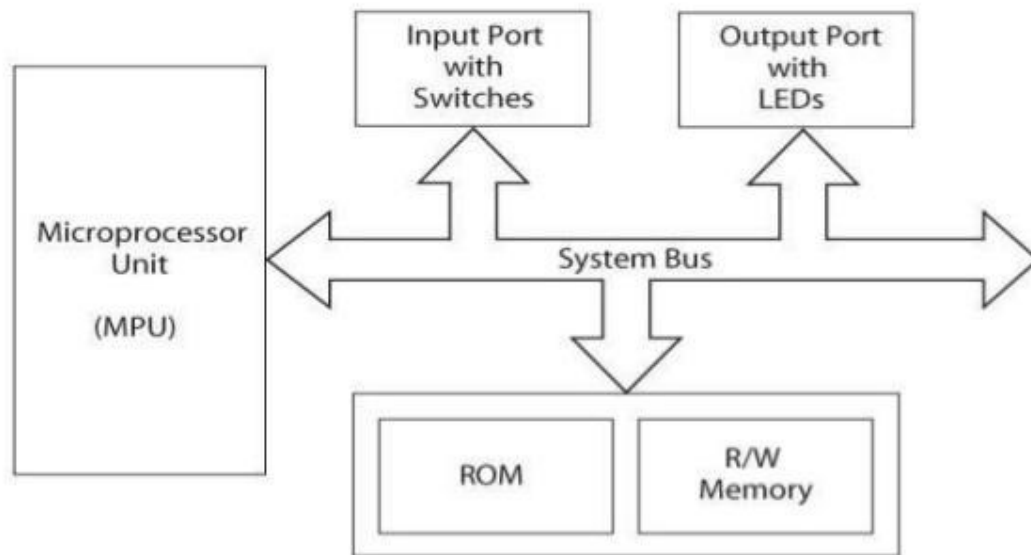 Input Port
with
Switches
Output Port
with
LEDs
Microprocessor
Unit
(MPU)
System Bus
ROM
R/W
Memory